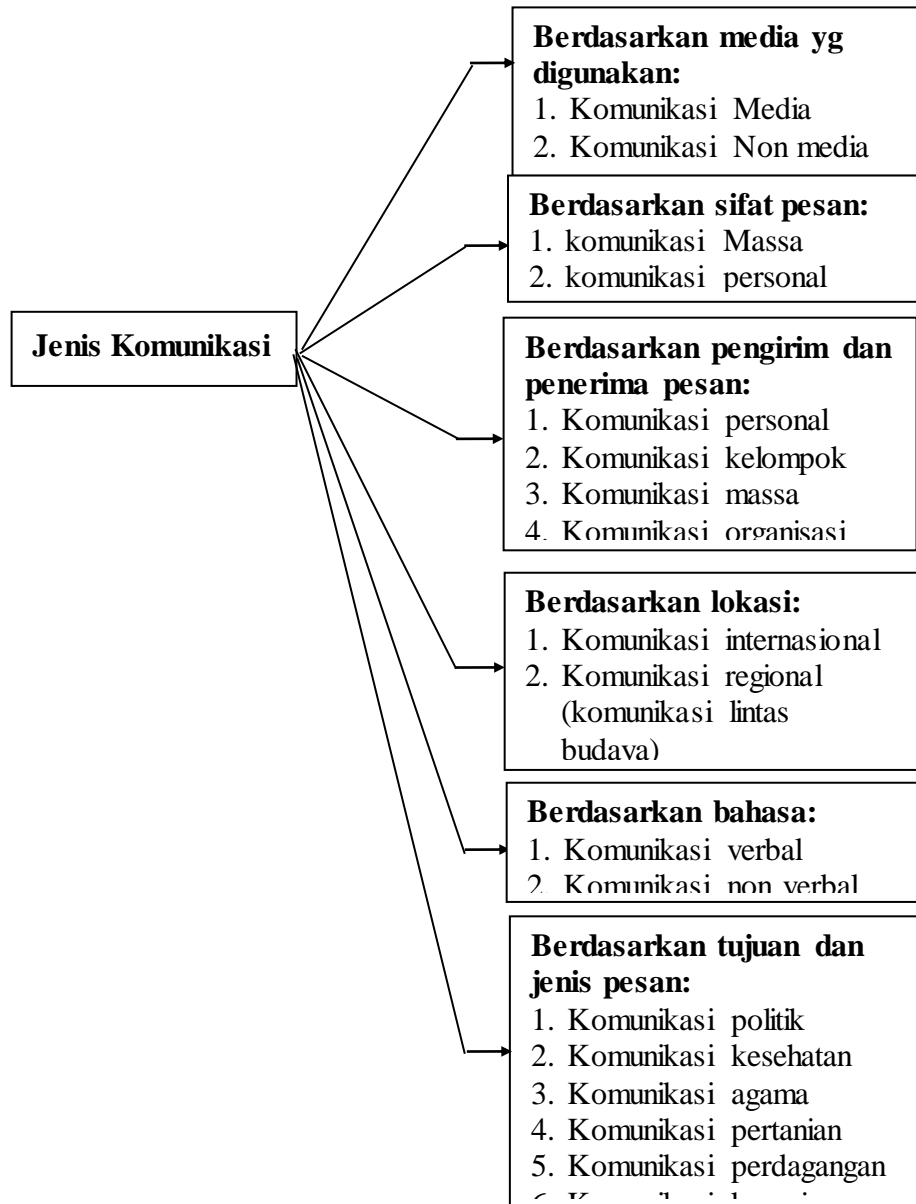 Berdasarkan media yg
digunakan:
1. Komunikasi Media
2. Komunikasi Non media
Berdasarkan sifat pesan:
1. komunikasi Massa
2. komunikasi personal
Jenis Komunikasi
Berdasarkan pengirim dan
penerima pesan:
1. Komunikasi personal
2. Komunikasi kelompok
3. Komunikasi massa
4. Komunikasi organisasi
Berdasarkan lokasi:
1. Komunikasi internasional
2. Komunikasi regional
(komunikasi lintas
budaya)
Berdasarkan bahasa:
1. Komunikasi verbal
2. Komunikasi non verbal
Berdasarkan tujuan dan
jenis pesan:
1. Komunikasi politik
2. Komunikasi kesehatan
3. Komunikasi agama
4. Komunikasi pertanian
5. Komunikasi perdagangan
6. Komunikasi